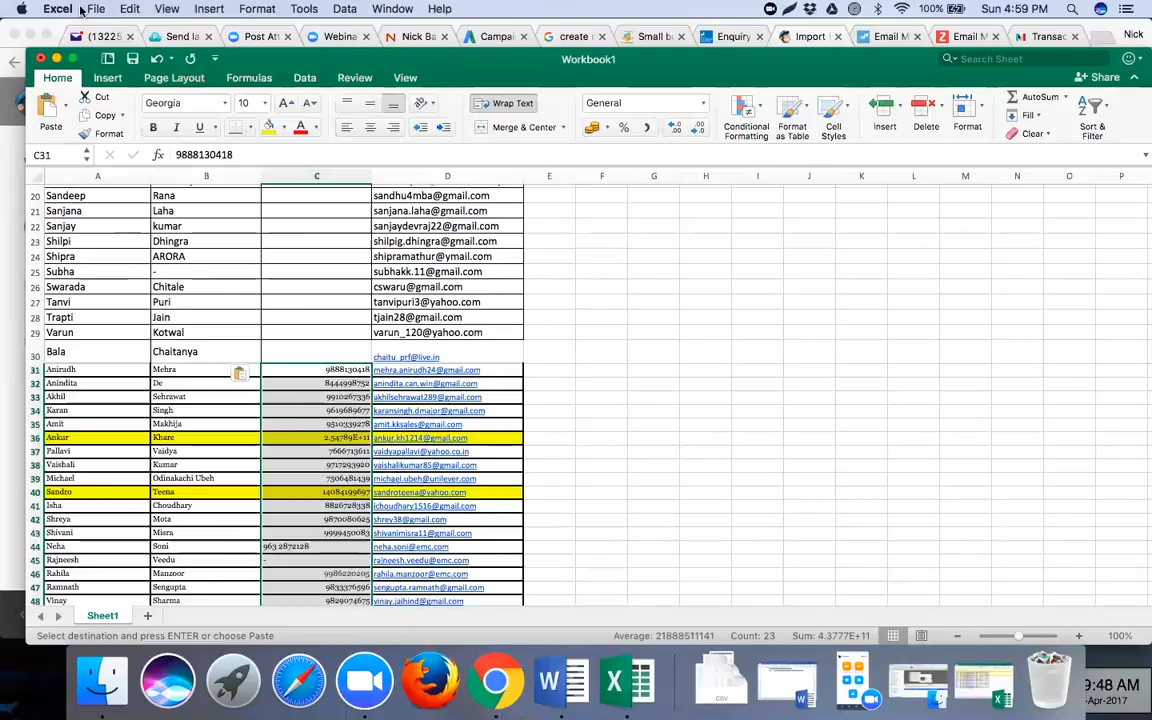 Excel File Edit View Insert Format Tools Data Window Help 100% Sun 4:59 PM Nick
(13225 Send la Post Att Webina Nick Ba Campai create r Small bu Enquiry Import Email M Email M Transac Nick
Workbook1 Search Sheet
Home Insert Page Layout Formulas Data Review View Share
Cut Georgia 10 Wrap Text General AutoSum
Copy Fill
Paste Format B I U A Merge & Center % Conditional Formatting Format as Table Cell Styles Insert Delete Format Clear Sort & Filter
C31 fx 9888130418
A B C D E F G H I J K L M N O P
20 Sandeep Rana sandhu4mba@gmail.com
21 Sanjana Laha sanjana.laha@gmail.com
22 Sanjay kumar sanjaydevraj22@gmail.com
23 Shilpi Dhingra shilpig.dhingra@gmail.com
24 Shipra ARORA shipramathur@ymail.com
25 Subha - subhakk.11@gmail.com
26 Swarada Chitale cswaru@gmail.com
27 Tanvi Puri tanvipuri3@yahoo.com
28 Trapti Jain tjain28@gmail.com
29 Varun Kotwal varun_120@yahoo.com
30 Bala Chaitanya chaitu_prf@live.in
31 Anirudh Mehra 9888130418 mehra.anirudh24@gmail.com
32 Anindita De 8444998752 anindita.can.win@gmail.com
33 Akhil Sehrawat 9910267336 akhilsehrawat289@gmail.com
34 Karan Singh 9619689677 karansingh.dmajor@gmail.com
35 Amit Makhija 9510339278 amit.kksales@gmail.com
36 Ankur Khare 2.54789E+11 ankur.kh1214@gmail.com
37 Pallavi Vaidya 7666713611 vaidyapallavi@yahoo.co.in
38 Vaishali Kumar 9717293920 vaishalikumar85@gmail.com
39 Michael Odinakachi Ubeh 7506481439 michael.ubeh@unilever.com
40 Sandro Teena 14084199697 sandroteena@yahoo.com
41 Isha Choudhary 8826728338 ichoudhary1516@gmail.com
42 Shreya Mota 9870080625 shrey38@gmail.com
43 Shivani Misra 9999450083 shivanimisra11@gmail.com
44 Neha Soni 963 2872128 neha.soni@emc.com
45 Rajneesh Veedu - rajneesh.veedu@emc.com
46 Rahila Manzoor 9986220205 rahila.manzoor@emc.com
47 Ramnath Sengupta 9833376596 sengupta.ramnath@gmail.com
48 Vinay Sharma 9829074675 vinay.jaihind@gmail.com
Sheet1
Select destination and press ENTER or choose Paste Average: 21888511141 Count: 23 Sum: 4.3777E+11 100%
CSV
9:48 AM
-Apr-2017